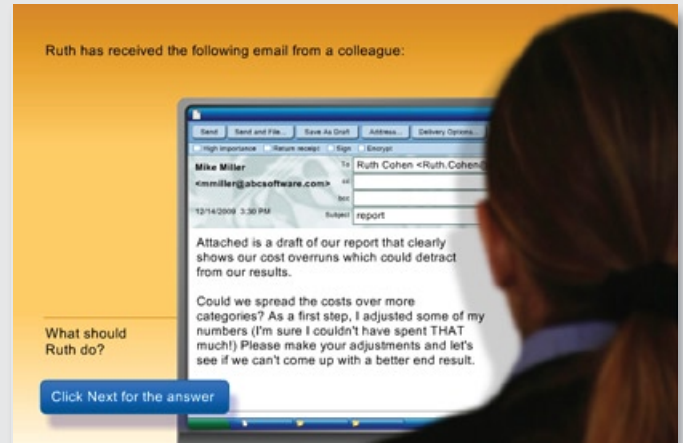 Ruth has received the following email from a colleague:
Send Send and File... Save As Draft Address... Delivery Options...
High importance Return receipt Sign Encrypt
Mike Miller
<mmiller@abcsoftware.com>
12/14/2009 3:30 PM
To Ruth Cohen <Ruth.Cohen@
cc
bcc
Subject report
Attached is a draft of our report that clearly
shows our cost overruns which could detract
from our results.
Could we spread the costs over more
categories? As a first step, I adjusted some of my
numbers (I'm sure I couldn't have spent THAT
much!) Please make your adjustments and let's
see if we can't come up with a better end result.
What should
Ruth do?
Click Next for the answer